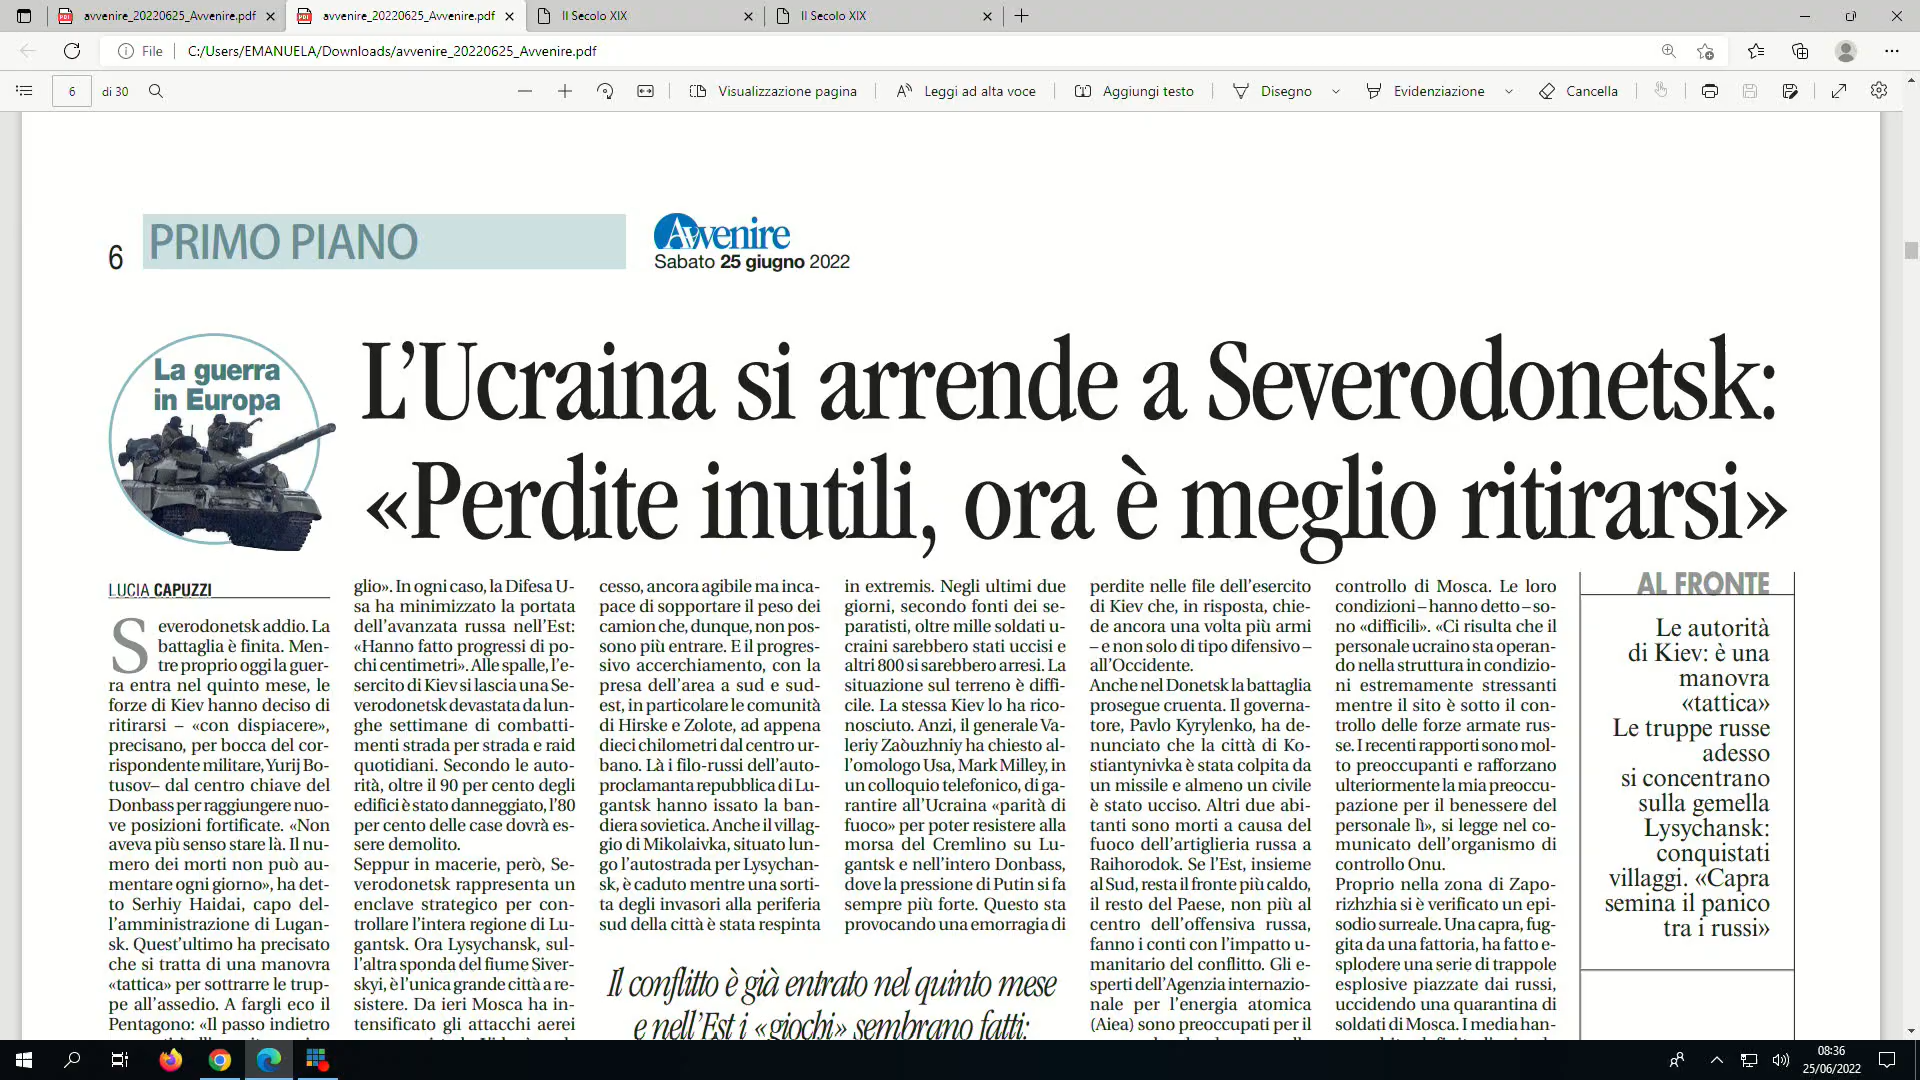 avvenire_20220625_Avvenire.pdf
avvenire_20220625_Avvenire.pdf
Il Secolo XIX
Il Secolo XIX
File
C:/Users/EMANUELA/Downloads/avvenire_20220625_Avvenire.pdf
6
di 30
Visualizzazione pagina
Leggi ad alta voce
Aggiungi testo
Disegno
Evidenziazione
Cancella
6
PRIMO PIANO
Avvenire
Sabato 25 giugno 2022
La guerra
in Europa
L'Ucraina si arrende a Severodonetsk:
«Perdite inutili, ora è meglio ritirarsi»
LUCIA CAPUZZI
Severodonetsk addio. La
battaglia è finita. Men-
tre proprio oggi la guer-
ra entra nel quinto mese, le
forze di Kiev hanno deciso di
ritirarsi – «con dispiacere»,
precisano, per bocca del cor-
rispondente militare, Yurij Bo-
tusov– dal centro chiave del
Donbass per raggiungere nuo-
ve posizioni fortificate. «Non
aveva più senso stare là. Il nu-
mero dei morti non può au-
mentare ogni giorno», ha det-
to Serhiy Haidai, capo del-
l'amministrazione di Lugan-
sk. Quest'ultimo ha precisato
che si tratta di una manovra
«tattica» per sottrarre le trup-
pe all'assedio. A fargli eco il
Pentagono: «Il passo indietro
glio». In ogni caso, la Difesa U-
sa ha minimizzato la portata
dell'avanzata russa nell'Est:
«Hanno fatto progressi di po-
chi centimetri». Alle spalle, l'e-
sercito di Kiev si lascia una Se-
verodonetsk devastata da lun-
ghe settimane di combatti-
menti strada per strada e raid
quotidiani. Secondo le auto-
rità, oltre il 90 per cento degli
edifici è stato danneggiato, l'80
per cento delle case dovrà es-
sere demolito.
Seppur in macerie, però, Se-
verodonetsk rappresenta un
enclave strategico per con-
trollare l'intera regione di Lu-
gantsk. Ora Lysychansk, sul-
l'altra sponda del fiume Siver-
skyi, è l'unica grande città a re-
sistere. Da ieri Mosca ha in-
tensificato gli attacchi aerei
cesso, ancora agibile ma inca-
pace di sopportare il peso dei
camion che, dunque, non pos-
sono più entrare. E il progres-
sivo accerchiamento, con la
presa dell'area a sud e sud-
est, in particolare le comunità
di Hirske e Zolote, ad appena
dieci chilometri dal centro ur-
bano. Là i filo-russi dell'auto-
proclamanta repubblica di Lu-
gantsk hanno issato la ban-
diera sovietica. Anche il villag-
gio di Mikolaivka, situato lun-
go l'autostrada per Lysychan-
sk, è caduto mentre una sorti-
ta degli invasori alla periferia
sud della città è stata respinta
in extremis. Negli ultimi due
giorni, secondo fonti dei se-
paratisti, oltre mille soldati u-
craini sarebbero stati uccisi e
altri 800 si sarebbero arresi. La
situazione sul terreno è diffi-
cile. La stessa Kiev lo ha rico-
nosciuto. Anzi, il generale Va-
leriy Zaòuzhniy ha chiesto al-
l'omologo Usa, Mark Milley, in
un colloquio telefonico, di ga-
rantire all'Ucraina «parità di
fuoco» per poter resistere alla
morsa del Cremlino su Lu-
gantsk e nell'intero Donbass,
dove la pressione di Putin si fa
sempre più forte. Questo sta
provocando una emorragia di
Il conflitto è già entrato nel quinto mese
e nell'Est i «giochi» sembrano fatti:
perdite nelle file dell'esercito
di Kiev che, in risposta, chie-
de ancora una volta più armi
– e non solo di tipo difensivo –
all'Occidente.
Anche nel Donetsk la battaglia
prosegue cruenta. Il governa-
tore, Pavlo Kyrylenko, ha de-
nunciato che la città di Ko-
stiantynivka è stata colpita da
un missile e almeno un civile
è stato ucciso. Altri due abi-
tanti sono morti a causa del
fuoco dell'artiglieria russa a
Raihorodok. Se l'Est, insieme
al Sud, resta il fronte più caldo,
il resto del Paese, non più al
centro dell'offensiva russa,
fanno i conti con l'impatto u-
manitario del conflitto. Gli e-
sperti dell'Agenzia internazio-
nale per l'energia atomica
(Aiea) sono preoccupati per il
controllo di Mosca. Le loro
condizioni – hanno detto – so-
no «difficili». «Ci risulta che il
personale ucraino sta operan-
do nella struttura in condizio-
ni estremamente stressanti
mentre il sito è sotto il con-
trollo delle forze armate rus-
se. I recenti rapporti sono mol-
to preoccupanti e rafforzano
ulteriormente la mia preoccu-
pazione per il benessere del
personale lì», si legge nel co-
municato dell'organismo di
controllo Onu.
Proprio nella zona di Zapo-
rizhzhia si è verificato un epi-
sodio surreale. Una capra, fug-
gita da una fattoria, ha fatto e-
splodere una serie di trappole
esplosive piazzate dai russi,
uccidendo una quarantina di
soldati di Mosca. I media han-
AL FRONTE
Le autorità
di Kiev: è una
manovra
«tattica»
Le truppe russe
adesso
si concentrano
sulla gemella
Lysychansk:
conquistati
villaggi. «Capra
semina il panico
tra i russi»
08:36
25/06/2022